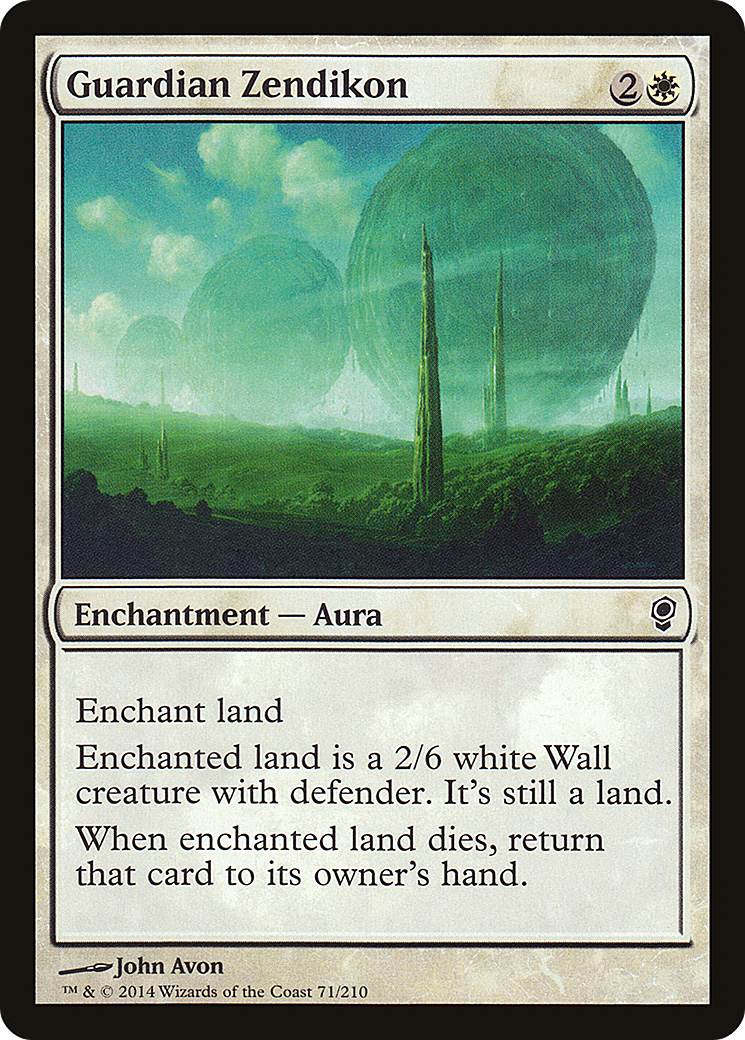 Guardian Zendikon 2
Enchantment — Aura
Enchant land
Enchanted land is a 2/6 white Wall
creature with defender. It's still a land.
When enchanted land dies, return
that card to its owner's hand.
John Avon
™ & © 2014 Wizards of the Coast 71/210